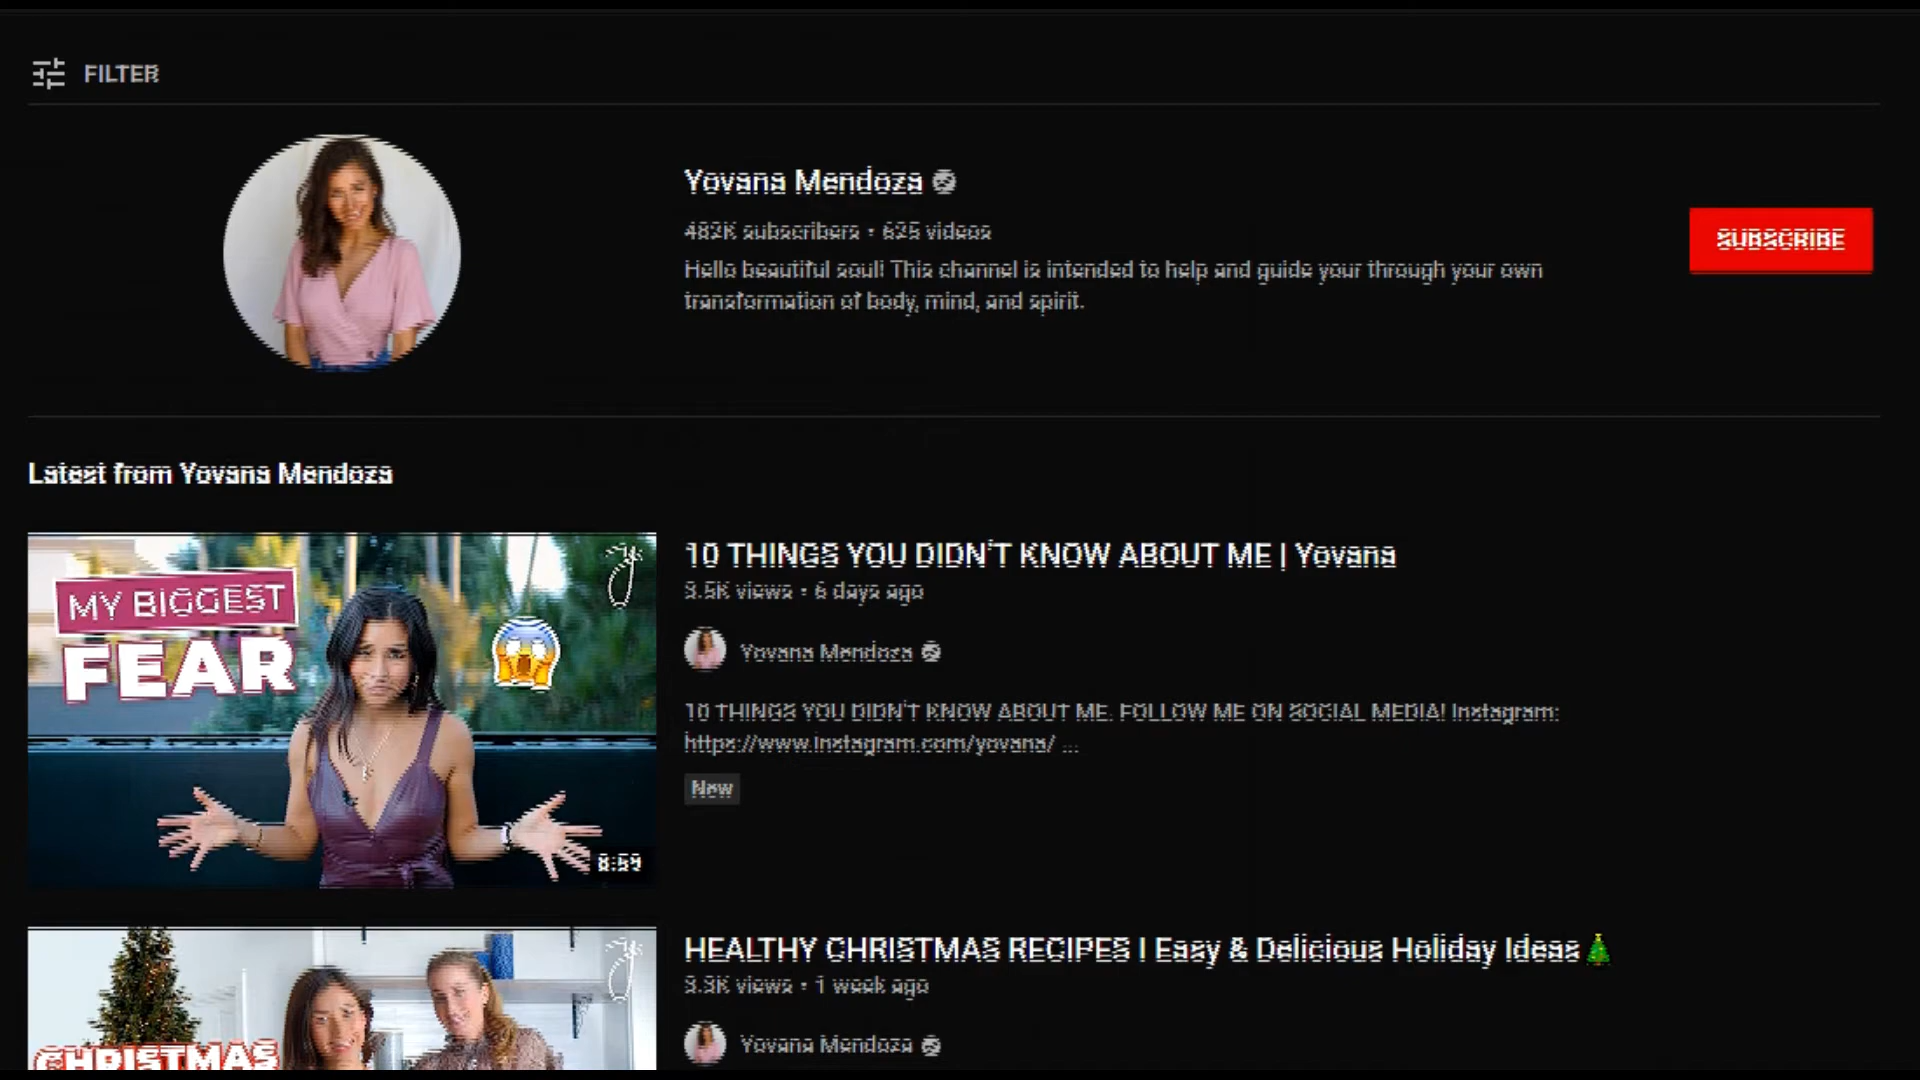 FILTER
Yovana Mendoza
482K subscribers • 625 videos
Hello beautiful soul! This channel is intended to help and guide your through your own
transformation of body, mind, and spirit.
SUBSCRIBE
Latest from Yovana Mendoza
MY BIGGEST
FEAR
8:59
10 THINGS YOU DIDN'T KNOW ABOUT ME | Yovana
3.5K views • 6 days ago
Yovana Mendoza
10 THINGS YOU DIDN'T KNOW ABOUT ME. FOLLOW ME ON SOCIAL MEDIA! Instagram:
https://www.instagram.com/yovana/ ...
New
CHRISTMAS
HEALTHY CHRISTMAS RECIPES | Easy & Delicious Holiday Ideas🎄
3.3K views • 1 week ago
Yovana Mendoza